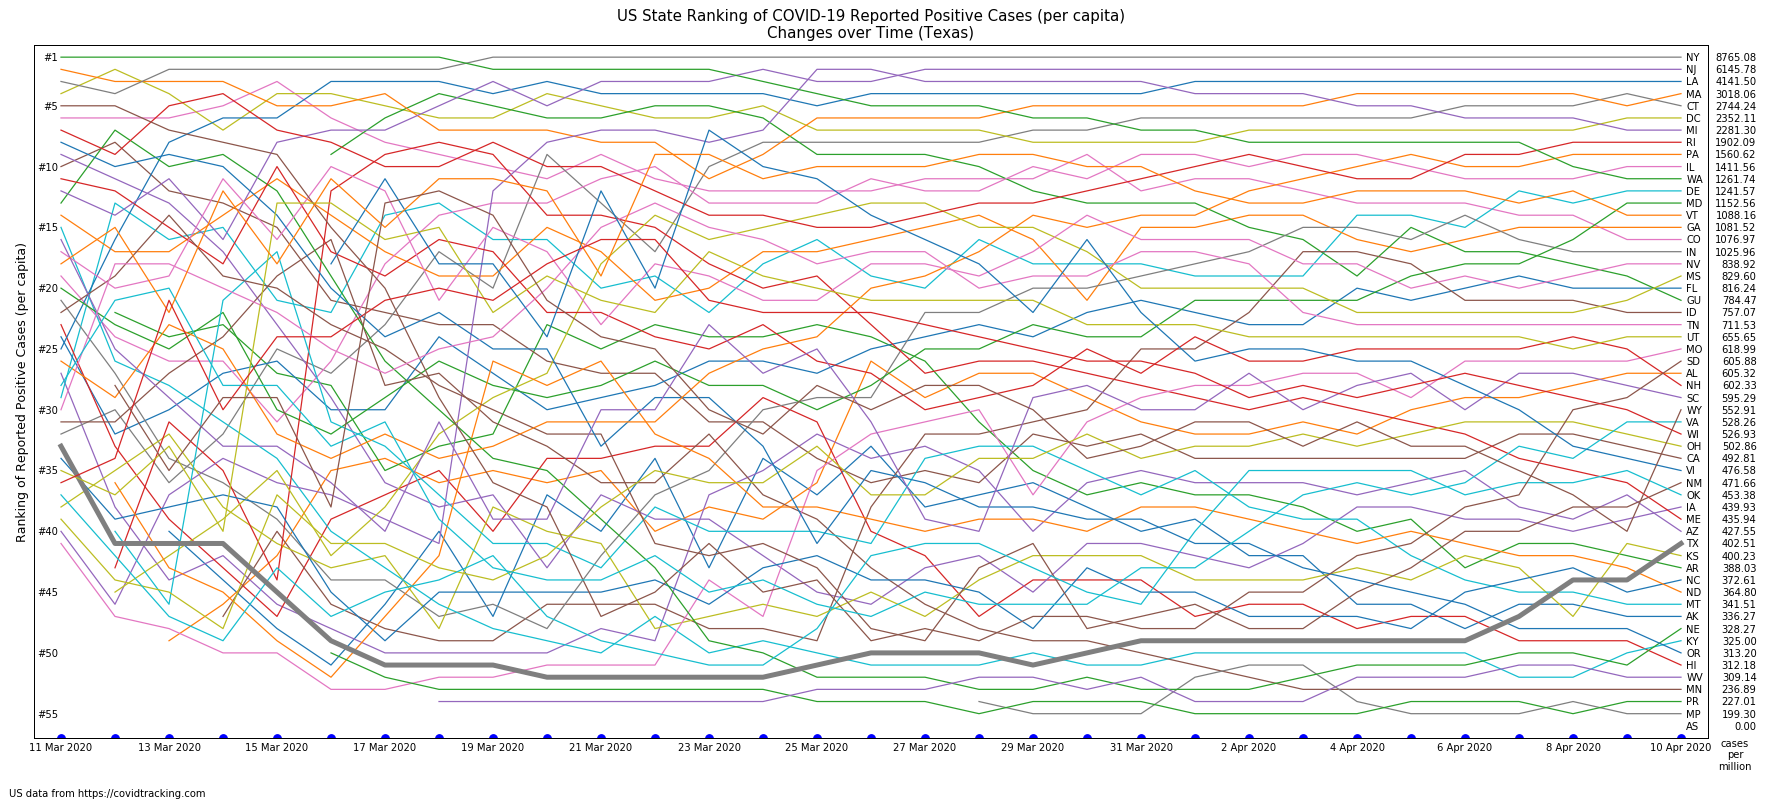 US State Ranking of COVID-19 Reported Positive Cases (per capita)
Changes over Time (Texas)
Ranking of Reported Positive Cases (per capita)
#1
#5
#10
#15
#20
#25
#30
#35
#40
#45
#50
#55
NY 8765.08
NJ 6145.78
LA 4141.50
MA 3018.06
CT 2744.24
DC 2352.11
MI 2281.30
RI 1902.09
PA 1560.62
IL 1411.56
WA 1261.74
DE 1241.57
MD 1152.56
VT 1088.16
GA 1081.52
CO 1076.97
IN 1025.96
NV 838.92
MS 829.60
FL 816.24
GU 784.47
ID 757.07
TN 711.53
UT 655.65
MO 618.99
SD 605.88
AL 605.32
NH 602.33
SC 595.29
WY 552.91
VA 528.26
WI 526.93
OH 502.86
CA 492.81
VI 476.58
NM 471.66
OK 453.38
IA 439.93
ME 435.94
AZ 427.55
TX 402.51
KS 400.23
AR 388.03
NC 372.61
ND 364.80
MT 341.51
AK 336.27
NE 328.27
KY 325.00
OR 313.20
HI 312.18
WV 309.14
MN 236.89
PR 227.01
MP 199.30
AS 0.00
11 Mar 2020 13 Mar 2020 15 Mar 2020 17 Mar 2020 19 Mar 2020 21 Mar 2020 23 Mar 2020 25 Mar 2020 27 Mar 2020 29 Mar 2020 31 Mar 2020 2 Apr 2020 4 Apr 2020 6 Apr 2020 8 Apr 2020 10 Apr 2020
cases
per
million
US data from https://covidtracking.com